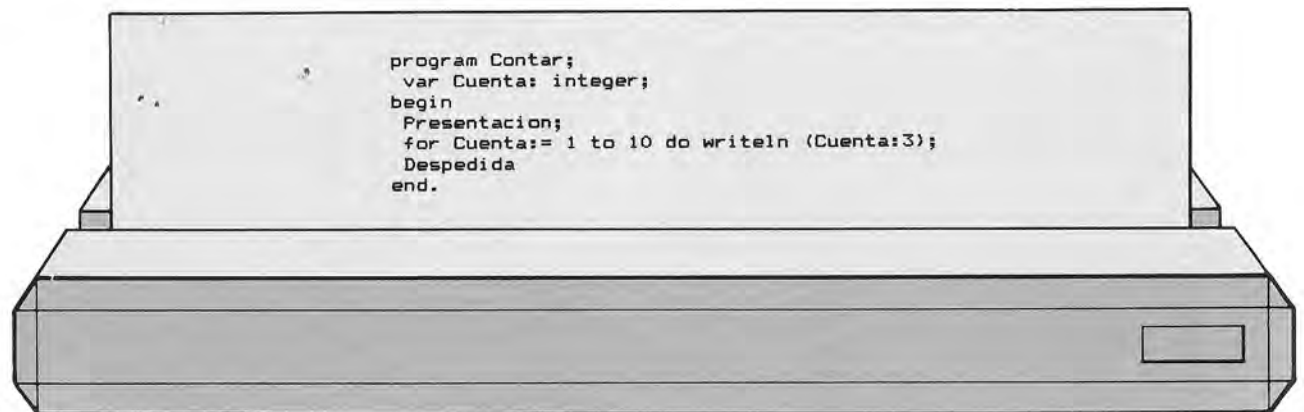 program Contar;
 var Cuenta: integer;
begin
 Presentacion;
 for Cuenta:= 1 to 10 do writeln (Cuenta:3);
 Despedida
end.